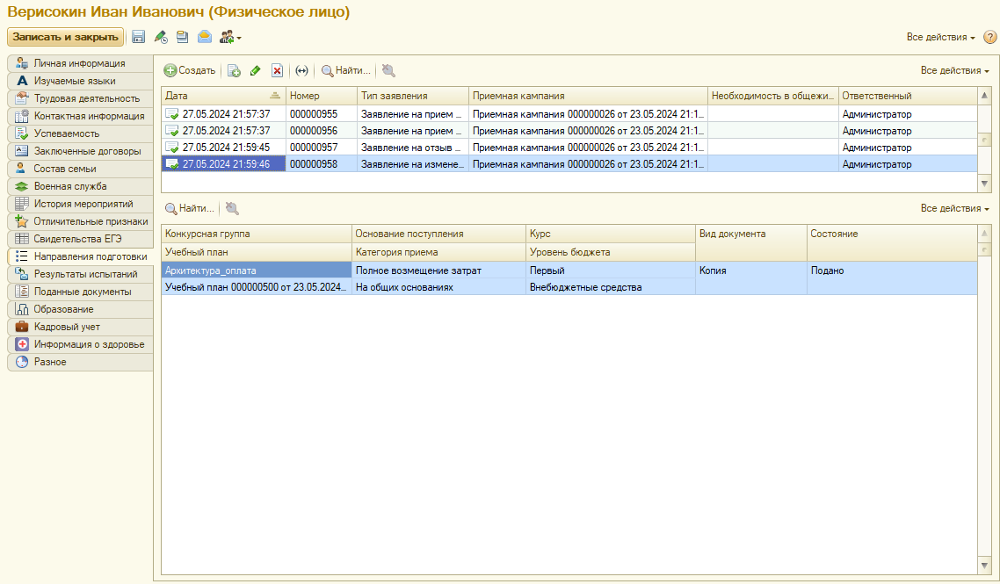 Верисокин Иван Иванович (Физическое лицо)
Записать и закрыть
Все действия
?
Личная информация
Изучаемые языки
Трудовая деятельность
Контактная информация
Успеваемость
Заключенные договоры
Состав семьи
Военная служба
История мероприятий
Отличительные признаки
Свидетельства ЕГЭ
Направления подготовки
Результаты испытаний
Поданные документы
Образование
Кадровый учет
Информация о здоровье
Разное
Создать Найти... Все действия
Дата Номер Тип заявления Приемная кампания Необходимость в общежи... Ответственный
27.05.2024 21:57:37 000000955 Заявление на прием ... Приемная кампания 000000026 от 23.05.2024 21:1... Администратор
27.05.2024 21:57:37 000000956 Заявление на прием ... Приемная кампания 000000026 от 23.05.2024 21:1... Администратор
27.05.2024 21:59:45 000000957 Заявление на отзыв ... Приемная кампания 000000026 от 23.05.2024 21:1... Администратор
27.05.2024 21:59:46 000000958 Заявление на измене... Приемная кампания 000000026 от 23.05.2024 21:1... Администратор
Найти... Все действия
Конкурсная группа Основание поступления Курс Вид документа Состояние
Учебный план Категория приема Уровень бюджета
Архитектура_оплата Полное возмещение затрат Первый Копия Подано
Учебный план 000000500 от 23.05.2024... На общих основаниях Внебюджетные средства